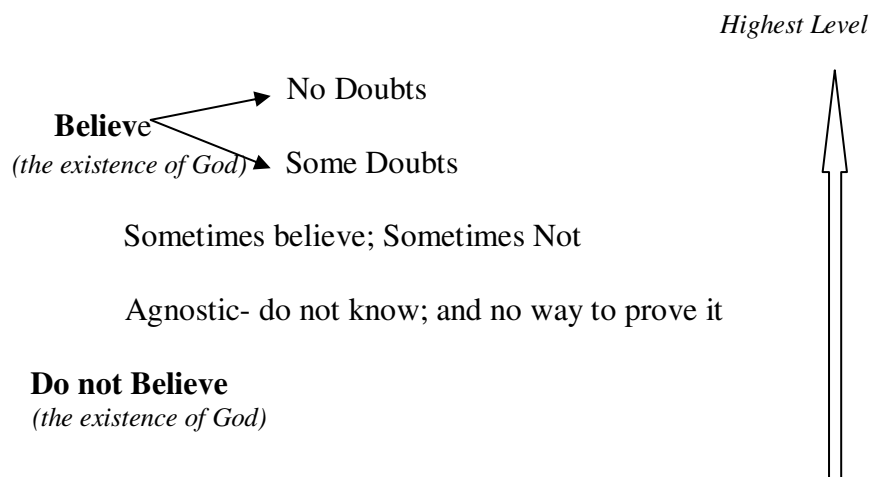 Highest Level
No Doubts
Believe
(the existence of God)
Some Doubts
Sometimes believe; Sometimes Not
Agnostic- do not know; and no way to prove it
Do not Believe
(the existence of God)